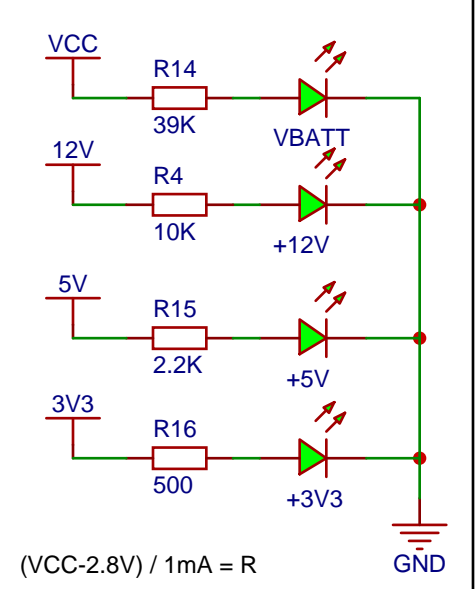 VCC
R14
39K
VBATT
12V
R4
10K
+12V
5V
R15
2.2K
+5V
3V3
R16
500
+3V3
GND
(VCC-2.8V) / 1mA = R